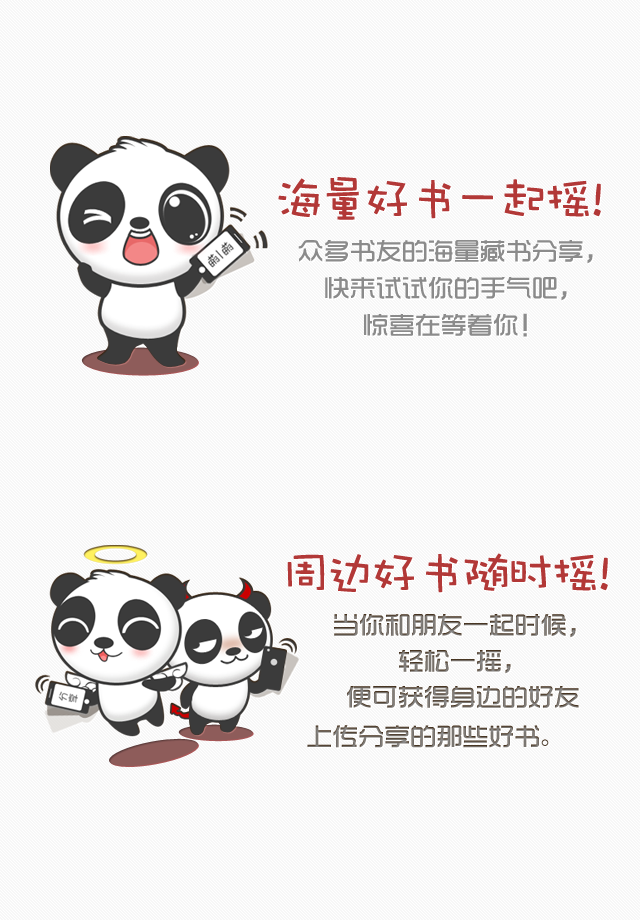 海量好书一起摇!
众多书友的海量藏书分享,
快来试试你的手气吧,
惊喜在等着你!
周边好书随时摇!
当你和朋友一起时候,
轻松一摇,
便可获得身边的好友
上传分享的那些好书。
分享